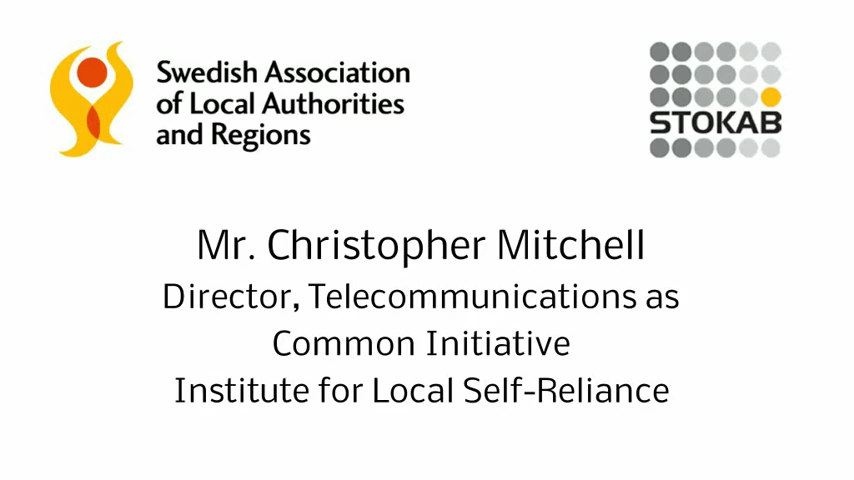 Swedish Association
of Local Authorities
and Regions
STOKAB
Mr. Christopher Mitchell
Director, Telecommunications as
Common Initiative
Institute for Local Self-Reliance